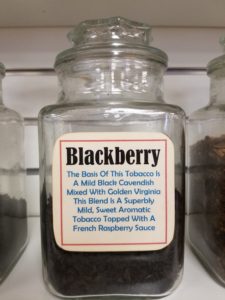 Blackberry
The Basis Of This Tobacco Is
A Mild Black Cavendish
Mixed With Golden Virginia
This Blend Is A Superbly
Mild, Sweet Aromatic
Tobacco Topped With A
French Raspberry Sauce